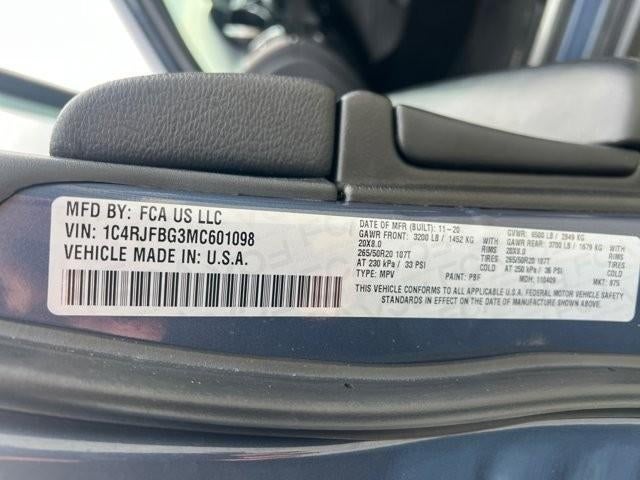 MFD BY: FCA US LLC
VIN: 1C4RJFBG3MC601098
VEHICLE MADE IN: U.S.A.
DATE OF MFR (BUILT): 11-20 GVWR: 6500 LB / 2949 KG
GAWR FRONT: 3200 LB / 1452 KG GAWR REAR: 3700 LB / 1679 KG
20X8.0 RIMS 20X8.0 RIMS
265/50R20 107T TIRES 265/50R20 107T TIRES
AT 230 kPa / 33 PSI COLD AT 250 kPa / 36 PSI COLD
TYPE: MPV PAINT: PBF MDH: 110409 MKT: 875
THIS VEHICLE CONFORMS TO ALL APPLICABLE U.S.A. FEDERAL MOTOR VEHICLE SAFETY
STANDARDS IN EFFECT ON THE DATE OF MANUFACTURE SHOWN ABOVE.